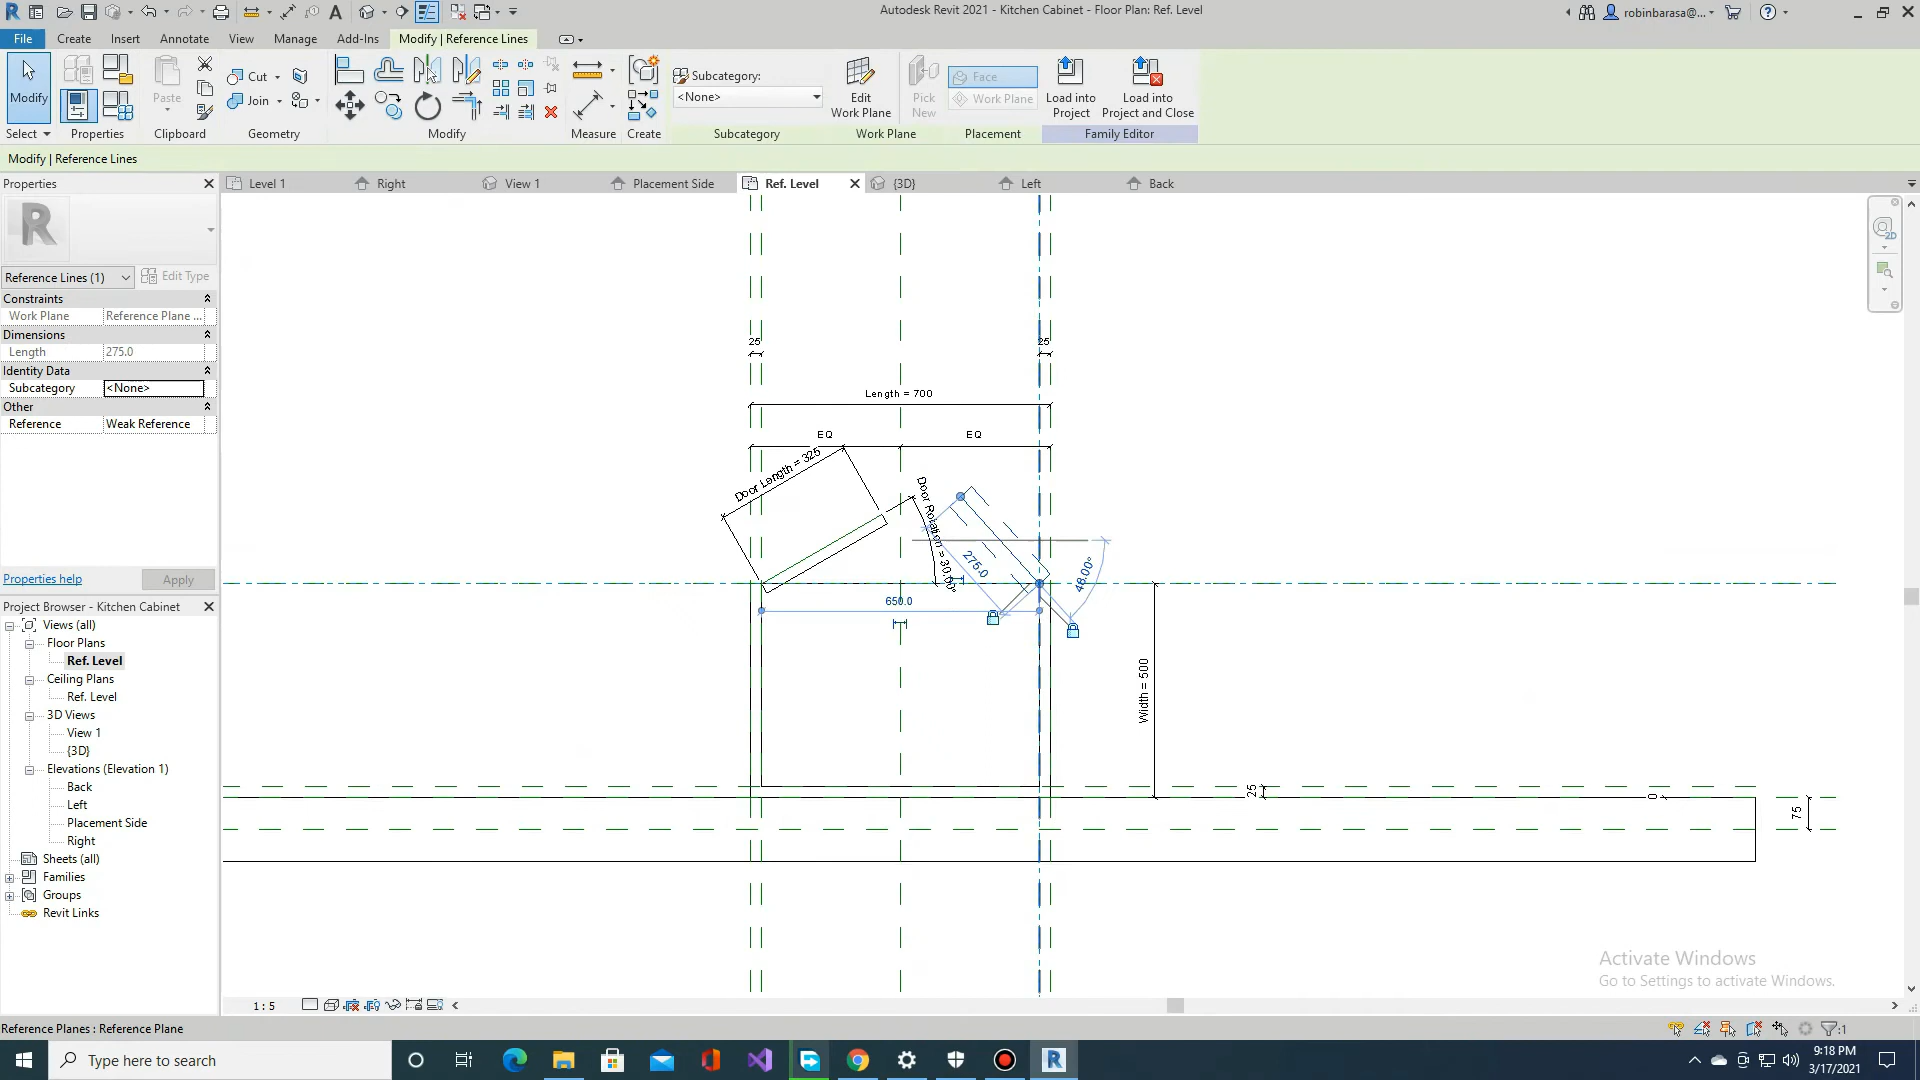 Autodesk Revit 2021 - Kitchen Cabinet - Floor Plan: Ref. Level
robinbarasa@...
File
Create
Insert
Annotate
View
Manage
Add-Ins
Modify | Reference Lines
Modify
Paste
Cut
Join
Subcategory:
<None>
Edit
Work Plane
Pick
New
Face
Work Plane
Load into
Project
Load into
Project and Close
Select
Properties
Clipboard
Geometry
Modify
Measure
Create
Subcategory
Work Plane
Placement
Family Editor
Modify | Reference Lines
Properties
Level 1
Right
View 1
Placement Side
Ref. Level
{3D}
Left
Back
Reference Lines (1)
Edit Type
Constraints
Work Plane
Reference Plane ...
Dimensions
Length
275.0
Identity Data
Subcategory
<None>
Other
Reference
Weak Reference
Properties help
Apply
Project Browser - Kitchen Cabinet
Views (all)
Floor Plans
Ref. Level
Ceiling Plans
Ref. Level
3D Views
View 1
{3D}
Elevations (Elevation 1)
Back
Left
Placement Side
Right
Sheets (all)
Families
Groups
Revit Links
25
25
Length = 700
EQ
EQ
Door Length = 325
Door Rotation = 30.00°
275.0
48.00°
650.0
Width = 500
25
0
75
2D
Activate Windows
Go to Settings to activate Windows.
1 : 5
Reference Planes : Reference Plane
:1
Type here to search
9:18 PM
3/17/2021